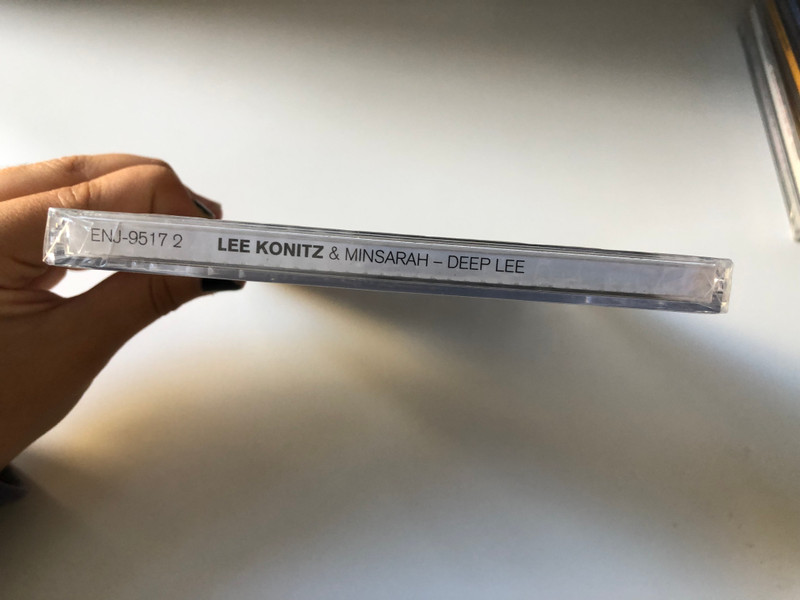 ENJ-9517 2 LEE KONITZ & MINSARAH – DEEP LEE